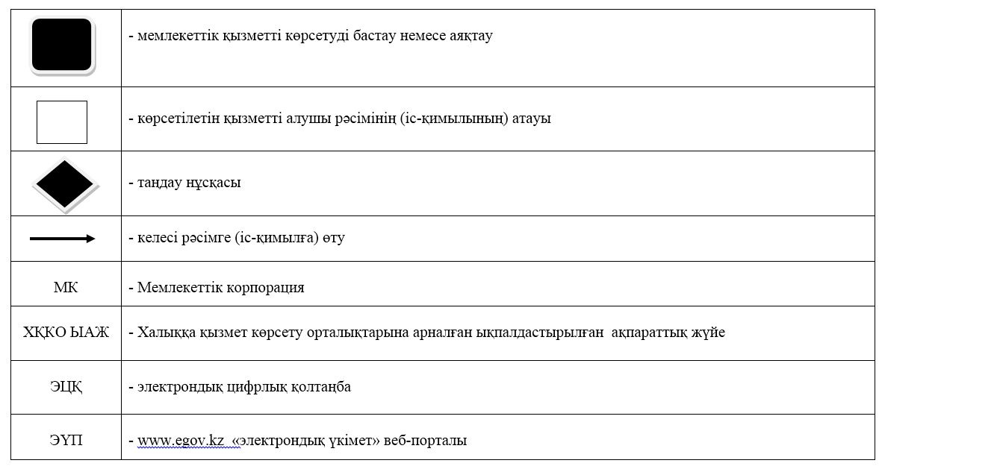 - мемлекеттік қызметті көрсетуді бастау немесе аяқтау
- көрсетілетін қызметті алушы рәсімінің (іс-қимылының) атауы
- таңдау нұсқасы
- келесі рәсімге (іс-қимылға) өту
МК - Мемлекеттік корпорация
ХҚКО ЫАЖ - Халыққа қызмет көрсету орталықтарына арналған ықпалдастырылған  ақпараттық жүйе
ЭЦҚ - электрондық цифрлық қолтаңба
ЭҮП - www.egov.kz  «электрондық үкімет» веб-порталы